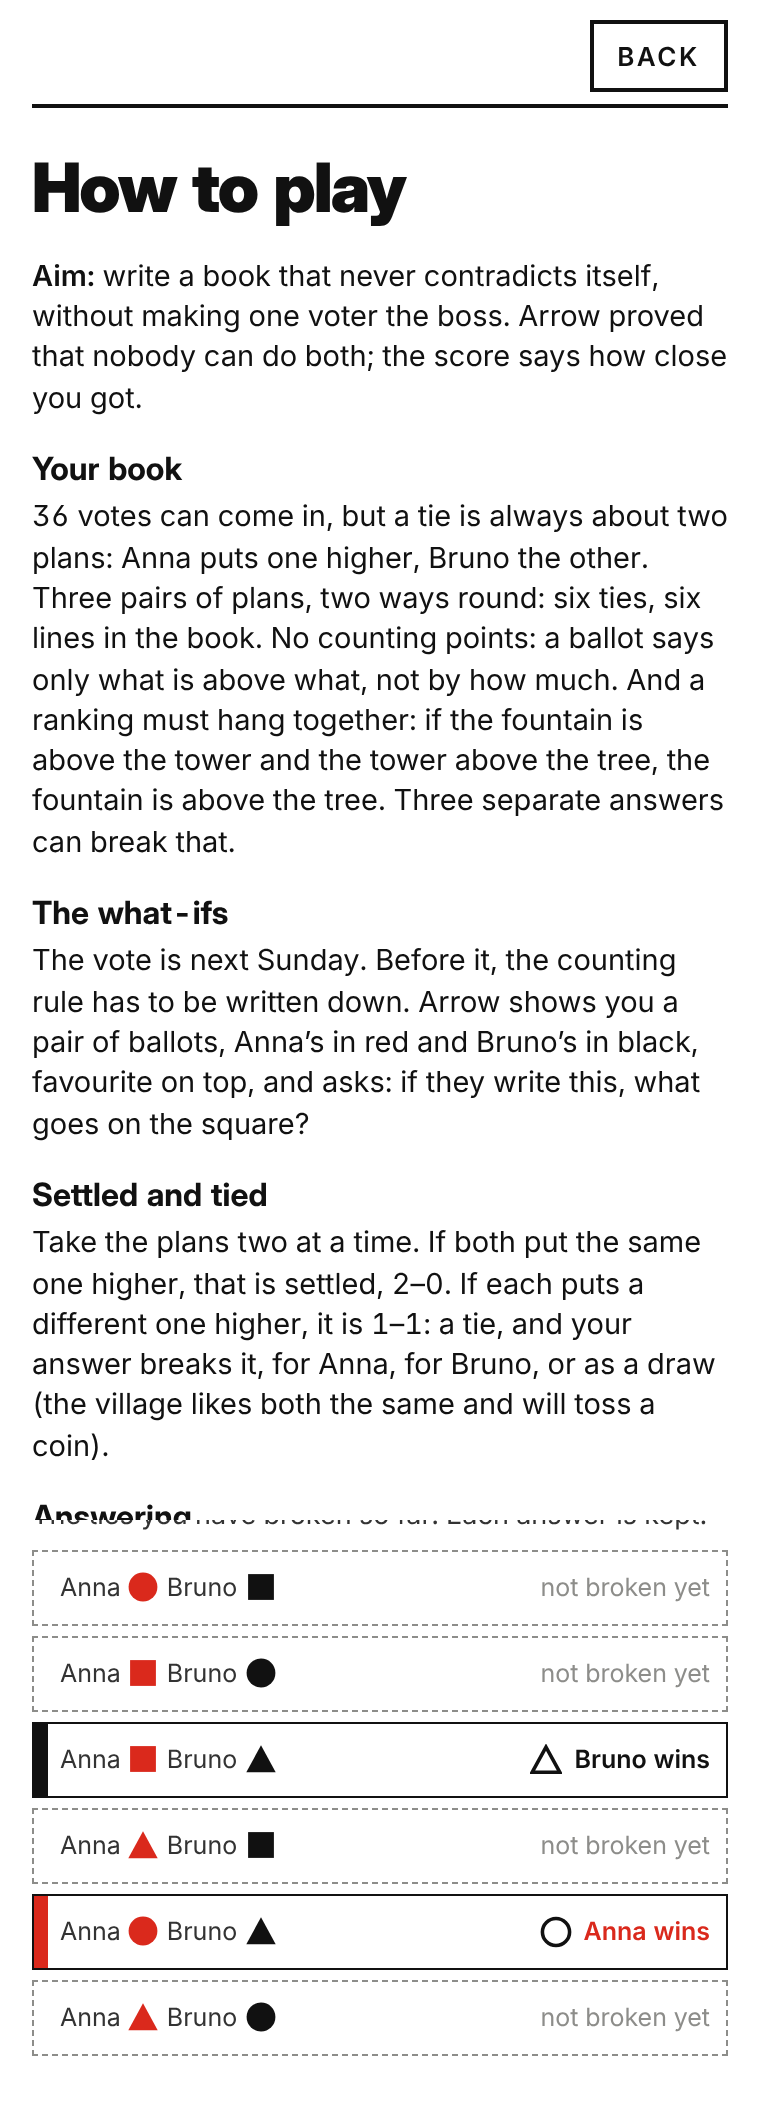 BACK
How to play
Aim: write a book that never contradicts itself,
without making one voter the boss. Arrow proved
that nobody can do both; the score says how close
you got.
Your book
36 votes can come in, but a tie is always about two
plans: Anna puts one higher, Bruno the other.
Three pairs of plans, two ways round: six ties, six
lines in the book. No counting points: a ballot says
only what is above what, not by how much. And a
ranking must hang together: if the fountain is
above the tower and the tower above the tree, the
fountain is above the tree. Three separate answers
can break that.
The what-ifs
The vote is next Sunday. Before it, the counting
rule has to be written down. Arrow shows you a
pair of ballots, Anna’s in red and Bruno’s in black,
favourite on top, and asks: if they write this, what
goes on the square?
Settled and tied
Take the plans two at a time. If both put the same
one higher, that is settled, 2–0. If each puts a
different one higher, it is 1–1: a tie, and your
answer breaks it, for Anna, for Bruno, or as a draw
(the village likes both the same and will toss a
coin).
Answering
The ties you have broken so far. Each answer is kept.
Anna Bruno not broken yet
Anna Bruno not broken yet
Anna Bruno Bruno wins
Anna Bruno not broken yet
Anna Bruno Anna wins
Anna Bruno not broken yet